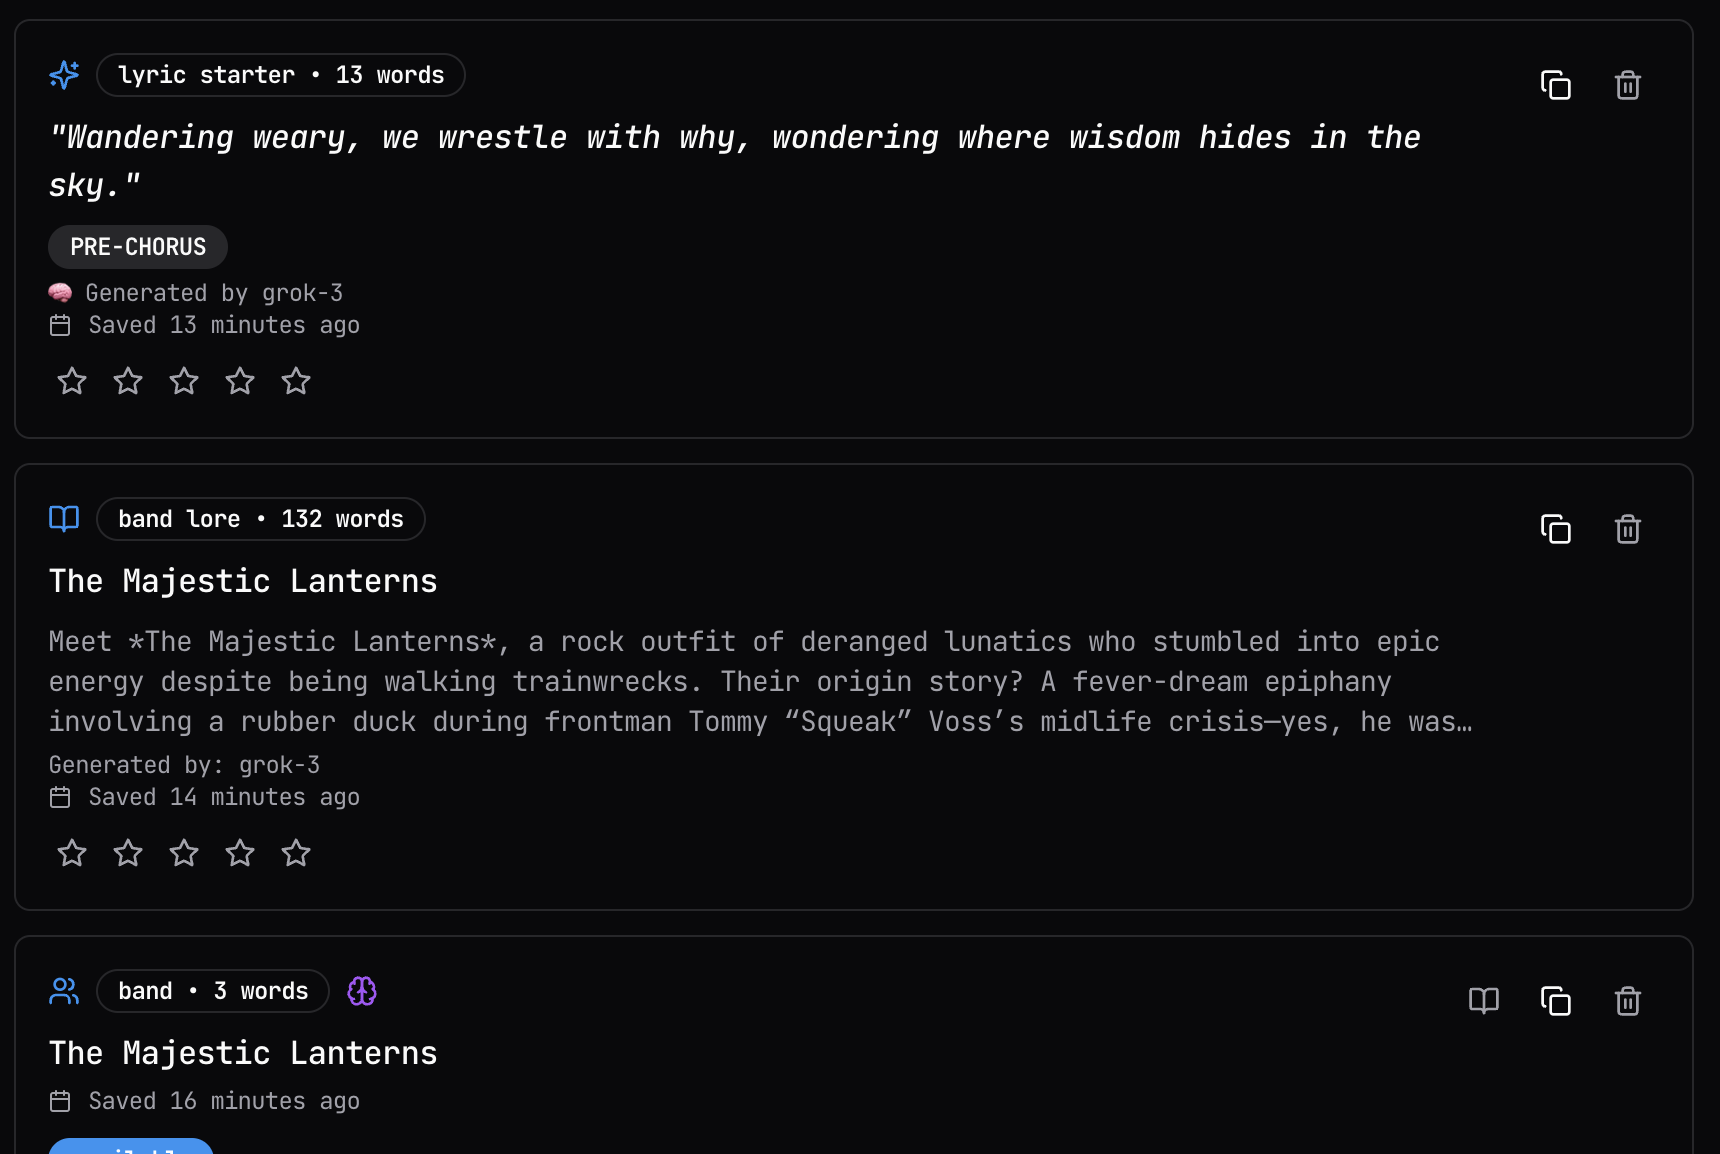 lyric starter • 13 words
"Wandering weary, we wrestle with why, wondering where wisdom hides in the
sky."
PRE-CHORUS
Generated by grok-3
Saved 13 minutes ago
band lore • 132 words
The Majestic Lanterns
Meet *The Majestic Lanterns*, a rock outfit of deranged lunatics who stumbled into epic
energy despite being walking trainwrecks. Their origin story? A fever-dream epiphany
involving a rubber duck during frontman Tommy “Squeak” Voss’s midlife crisis—yes, he was…
Generated by: grok-3
Saved 14 minutes ago
band • 3 words
The Majestic Lanterns
Saved 16 minutes ago